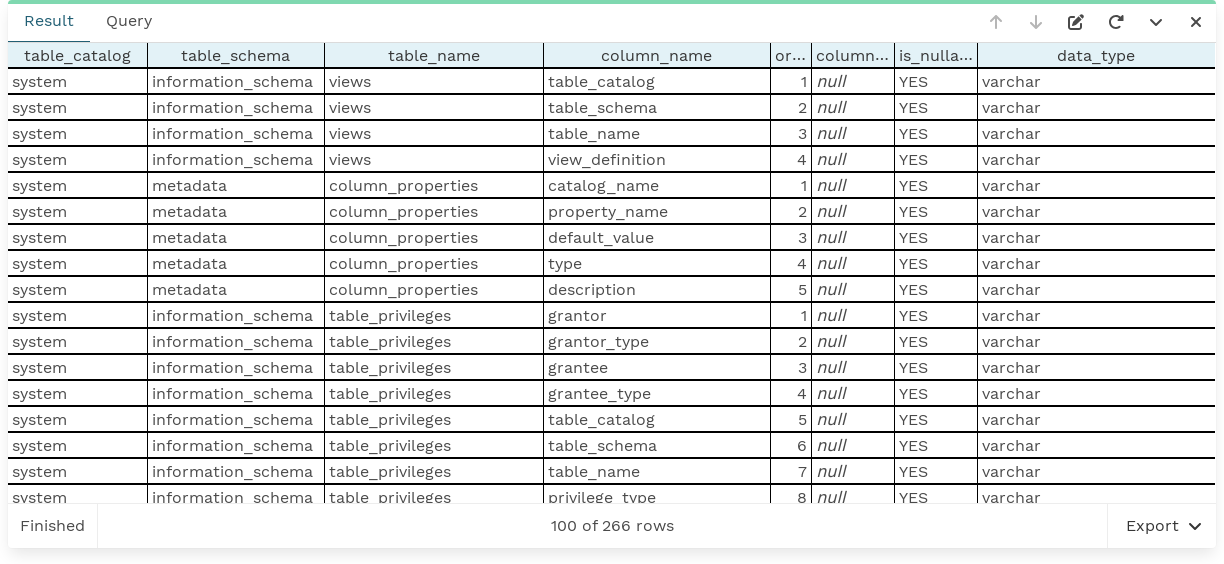 Result Query
table_catalog table_schema table_name column_name or... column... is_nulla... data_type
system information_schema views table_catalog 1 null YES varchar
system information_schema views table_schema 2 null YES varchar
system information_schema views table_name 3 null YES varchar
system information_schema views view_definition 4 null YES varchar
system metadata column_properties catalog_name 1 null YES varchar
system metadata column_properties property_name 2 null YES varchar
system metadata column_properties default_value 3 null YES varchar
system metadata column_properties type 4 null YES varchar
system metadata column_properties description 5 null YES varchar
system information_schema table_privileges grantor 1 null YES varchar
system information_schema table_privileges grantor_type 2 null YES varchar
system information_schema table_privileges grantee 3 null YES varchar
system information_schema table_privileges grantee_type 4 null YES varchar
system information_schema table_privileges table_catalog 5 null YES varchar
system information_schema table_privileges table_schema 6 null YES varchar
system information_schema table_privileges table_name 7 null YES varchar
system information_schema table_privileges privilege_type 8 null YES varchar
Finished 100 of 266 rows Export